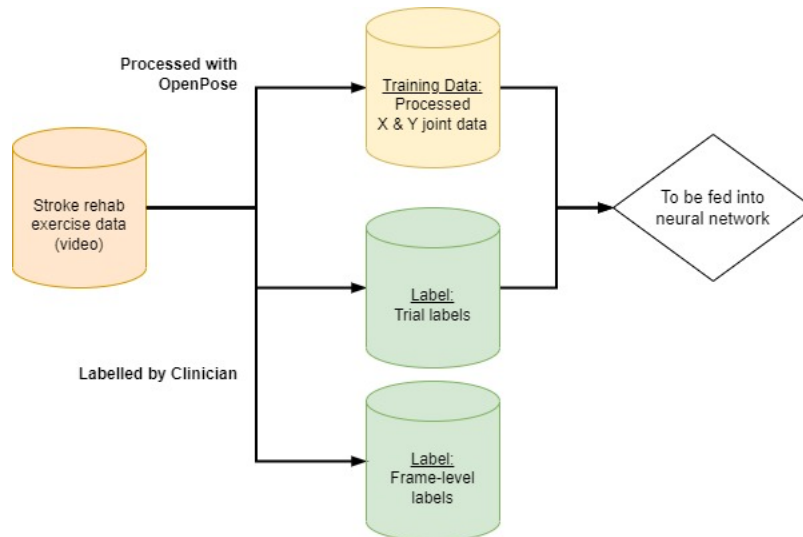 Processed with
OpenPose
Training Data:
Processed
X & Y joint data
Stroke rehab
exercise data
(video)
To be fed into
neural network
Label:
Trial labels
Labelled by Clinician
Label:
Frame-level
labels